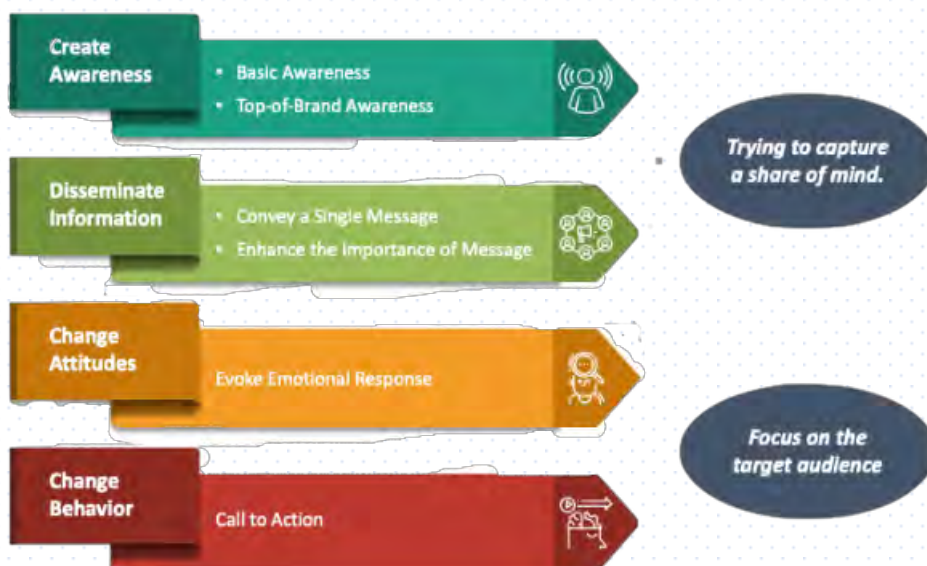 Create
Awareness
• Basic Awareness
• Top-of-Brand Awareness
Trying to capture
a share of mind.
Disseminate
Information
• Convey a Single Message
• Enhance the Importance of Message
Change
Attitudes
Evoke Emotional Response
Focus on the
target audience
Change
Behavior
Call to Action